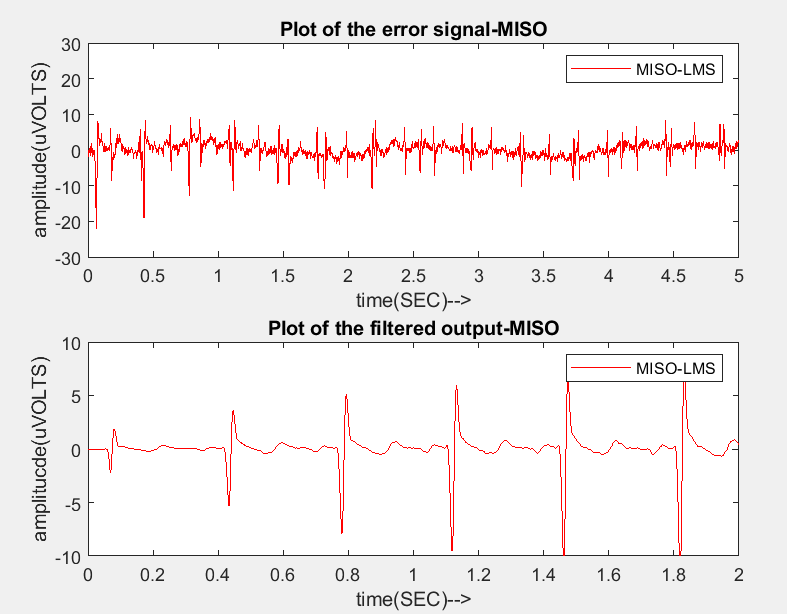 Plot of the error signal-MISO
amplitude(uVOLTS)
30
20
10
0
-10
-20
-30
MISO-LMS
0 0.5 1 1.5 2 2.5 3 3.5 4 4.5 5
time(SEC)-->
Plot of the filtered output-MISO
amplitucde(uVOLTS)
10
5
0
-5
-10
MISO-LMS
0 0.2 0.4 0.6 0.8 1 1.2 1.4 1.6 1.8 2
time(SEC)-->